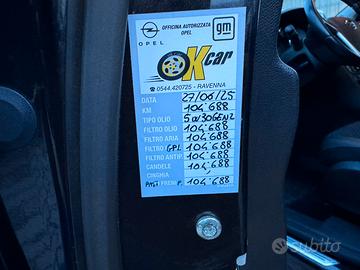 OFFICINA AUTORIZZATA
OPEL
OPEL
gm
OKcar
0544.420725 - RAVENNA
DATA 27/06/25
KM 104.688
TIPO OLIO 5W30GEN2
FILTRO OLIO 104.688
FILTRO ARIA 104.688
FILTRO GPL 104.688
FILTRO ANTIP. 104.688
CANDELE 104.688
CINGHIA
FRENI P 104.688
subito